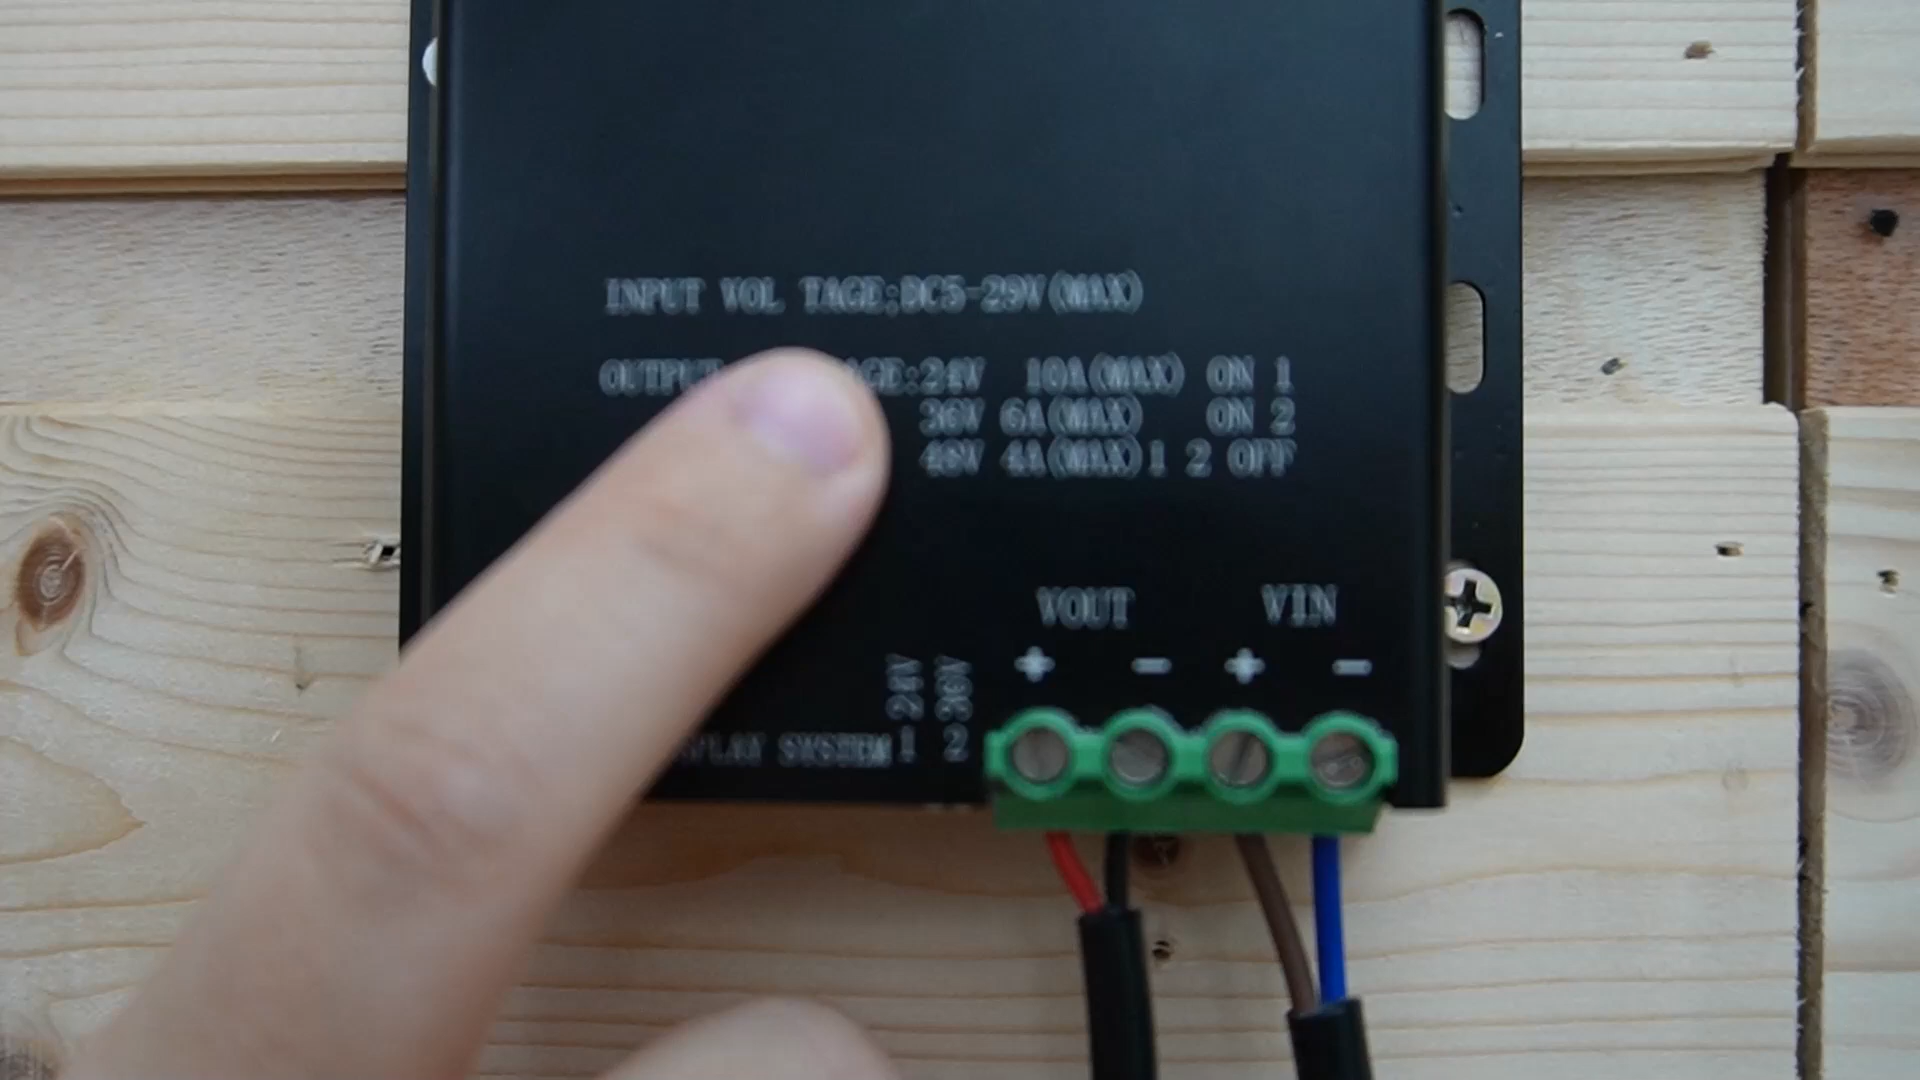 INPUT VOL TAGE;DC5-29V(MAX)
OUTPUT AGE:24V 10A(MAX) ON 1
36V 6A(MAX) ON 2
48V 4A(MAX) 1 2 OFF
VOUT VIN
+ − + −
24V 36V
SYSTEM 1 2